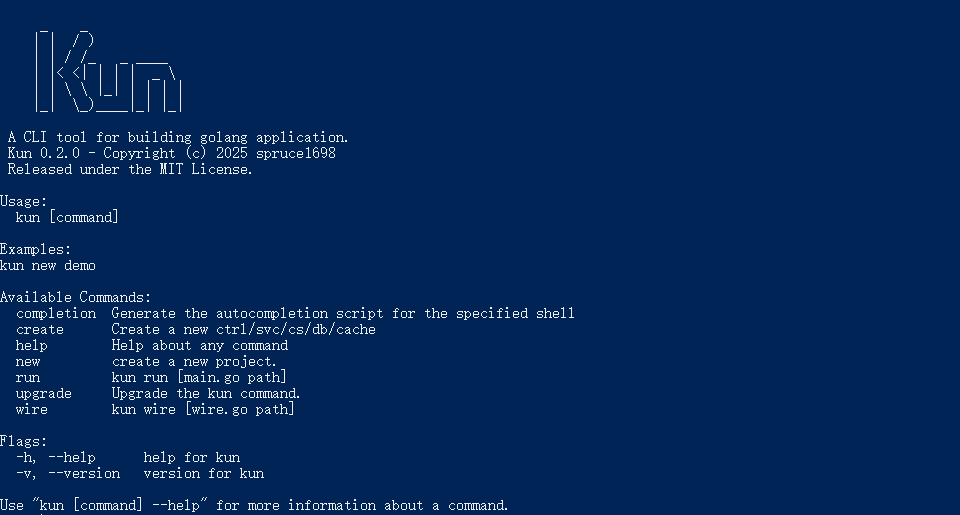 Kun
A CLI tool for building golang application.
Kun 0.2.0 - Copyright (c) 2025 spruce1698
Released under the MIT License.
Usage:
kun [command]
Examples:
kun new demo
Available Commands:
completion  Generate the autocompletion script for the specified shell
create      Create a new ctrl/svc/cs/db/cache
help        Help about any command
new         create a new project.
run         kun run [main.go path]
upgrade     Upgrade the kun command.
wire        kun wire [wire.go path]
Flags:
-h, --help      help for kun
-v, --version   version for kun
Use "kun [command] --help" for more information about a command.